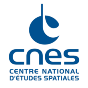 cnes
CENTRE NATIONAL
D'ÉTUDES SPATIALES